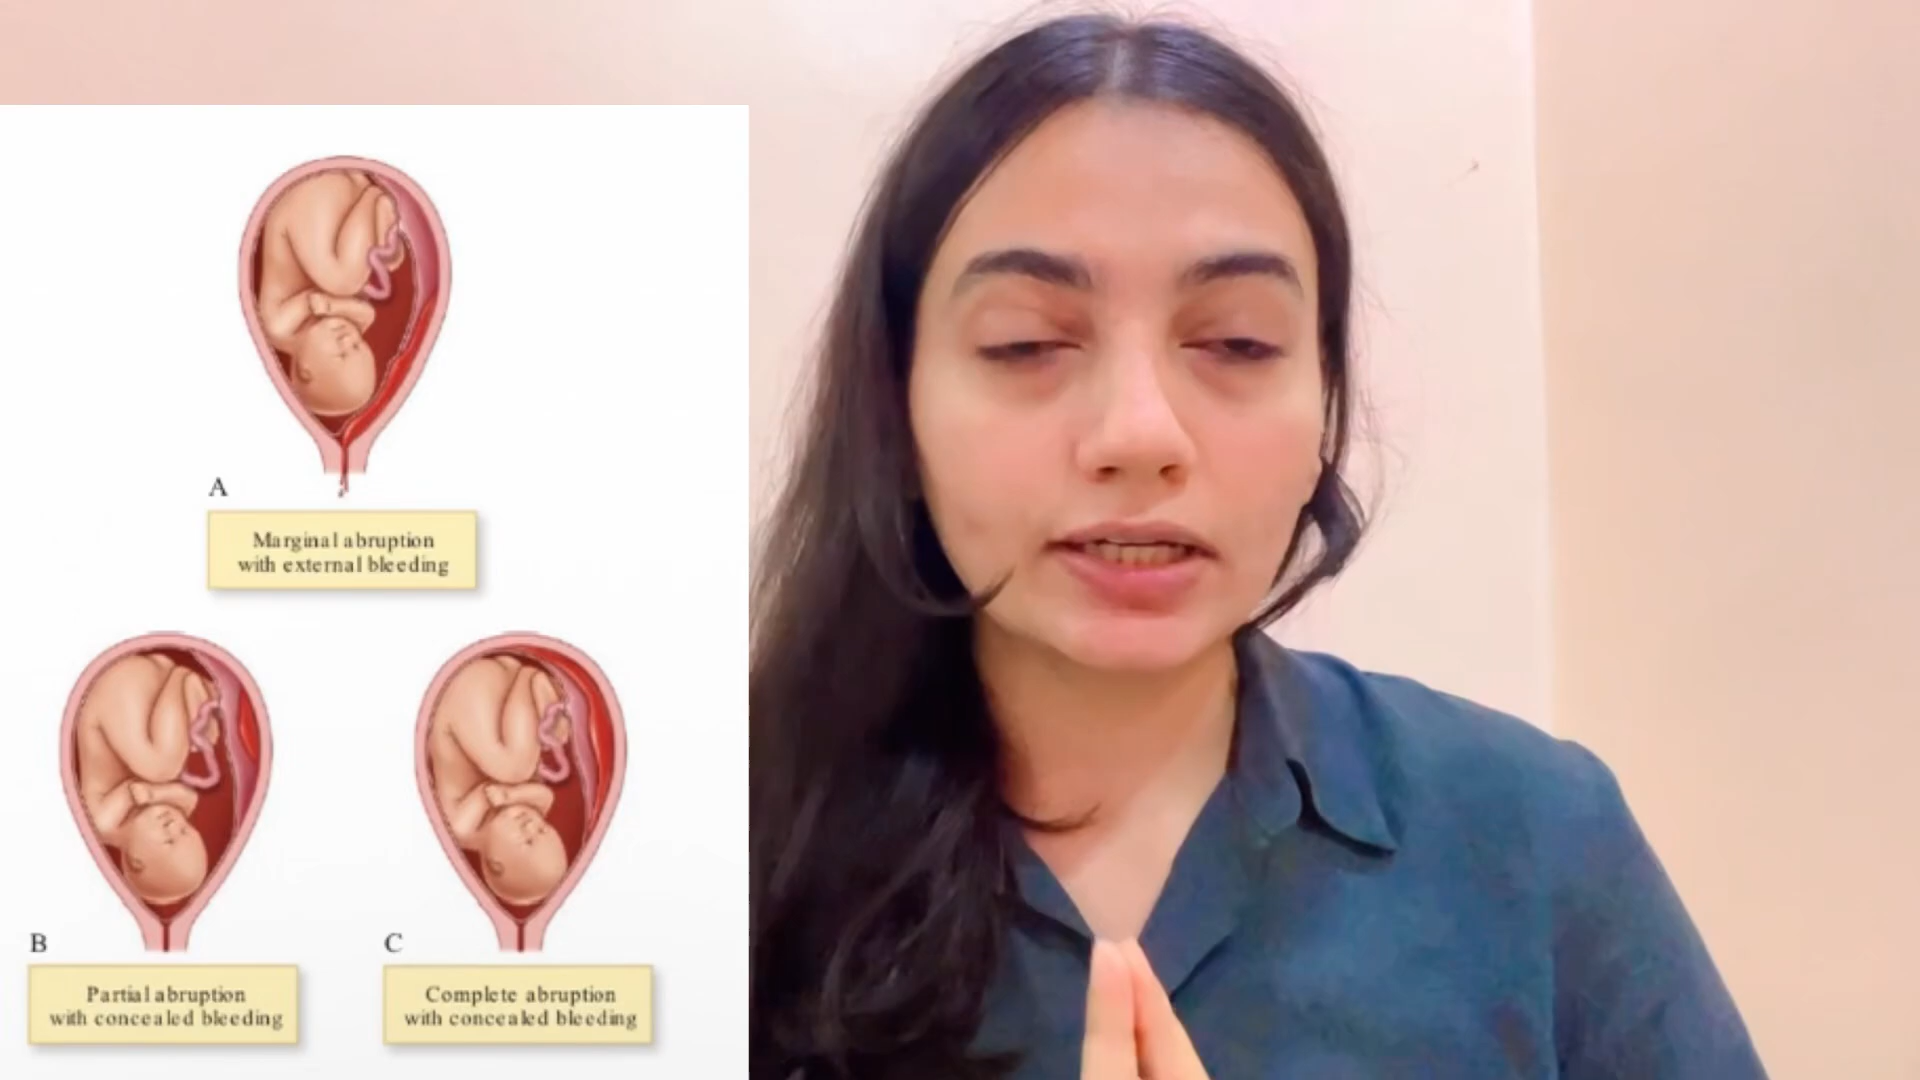 A
Marginal abruption
with external bleeding
B
Partial abruption
with concealed bleeding
C
Complete abruption
with concealed bleeding